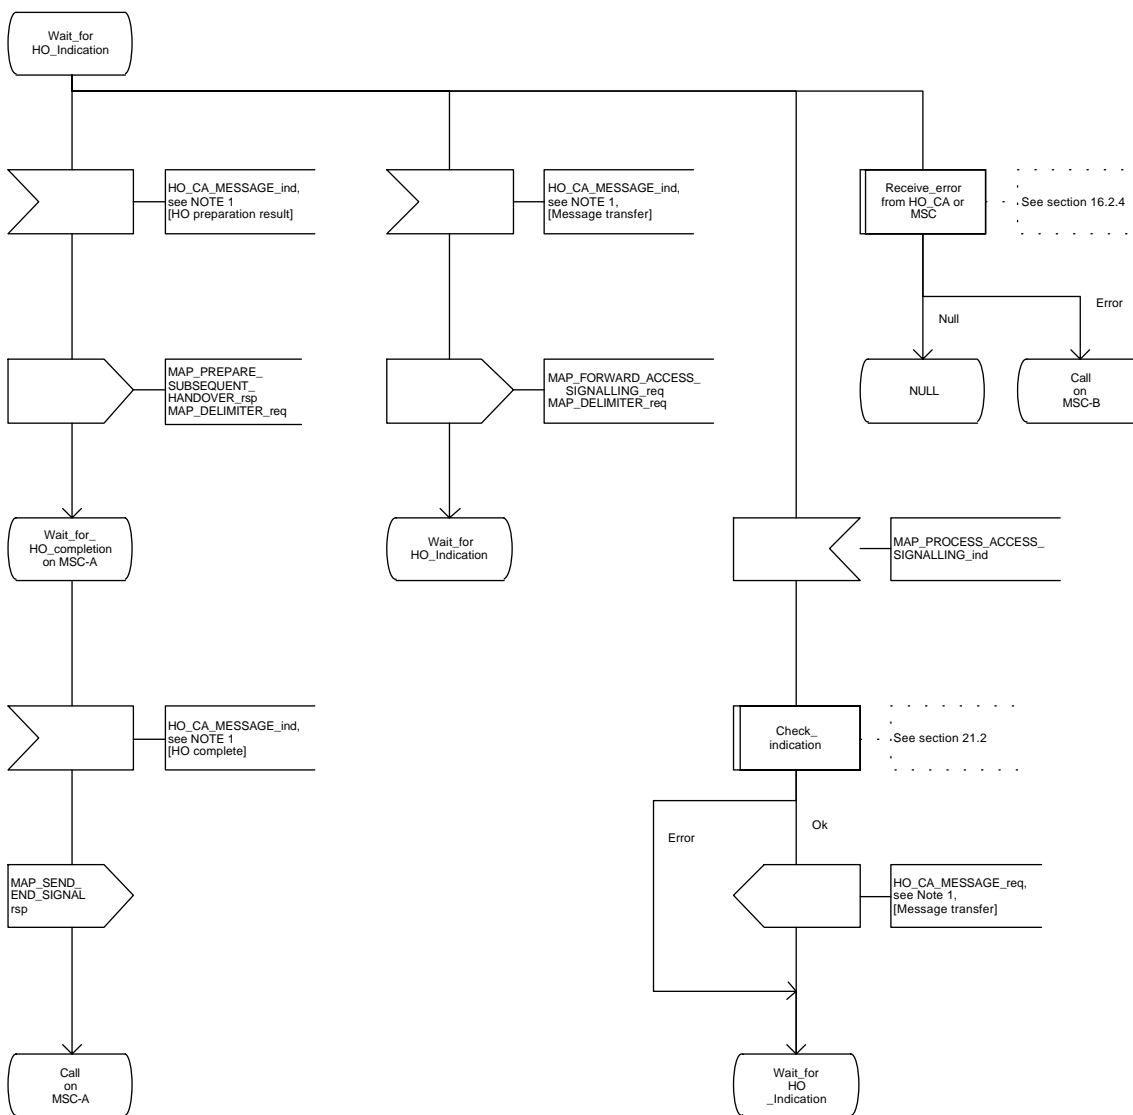 Wait_for
HO_Indication
HO_CA_MESSAGE_ind,
see NOTE 1
[HO preparation result]
HO_CA_MESSAGE_ind,
see NOTE 1,
[Message transfer]
Receive_error
from HO_CA or
MSC
See section 16.2.4
Null
Error
MAP_PREPARE_
SUBSEQUENT_
HANDOVER_rsp
MAP_DELIMITER_req
MAP_FORWARD_ACCESS_
SIGNALLING_req
MAP_DELIMITER_req
NULL
Call
on
MSC-B
Wait_for_
HO_completion
on MSC-A
Wait_for
HO_Indication
MAP_PROCESS_ACCESS_
SIGNALLING_ind
HO_CA_MESSAGE_ind,
see NOTE 1
[HO complete]
Check_
indication
See section 21.2
Error
Ok
MAP_SEND_
END_SIGNAL
rsp
HO_CA_MESSAGE_req,
see Note 1,
[Message transfer]
Call
on
MSC-A
Wait_for
HO
_Indication